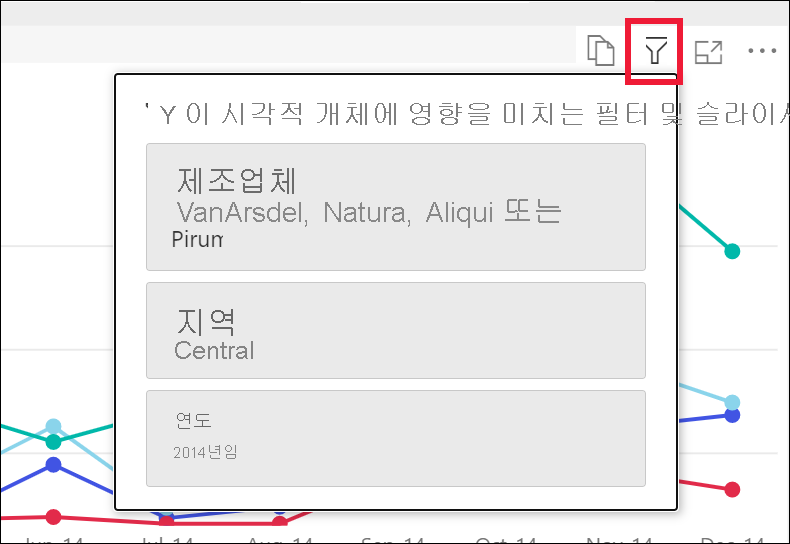 Y 이 시각적 개체에 영향을 미치는 필터 및 슬라이서
제조업체
VanArsdel, Natura, Aliqui 또는
Pirum
지역
Central
연도
2014년임
Jun 14 Jul 14 Aug 14 Sep 14 Oct 14 Nov 14 Dec 14